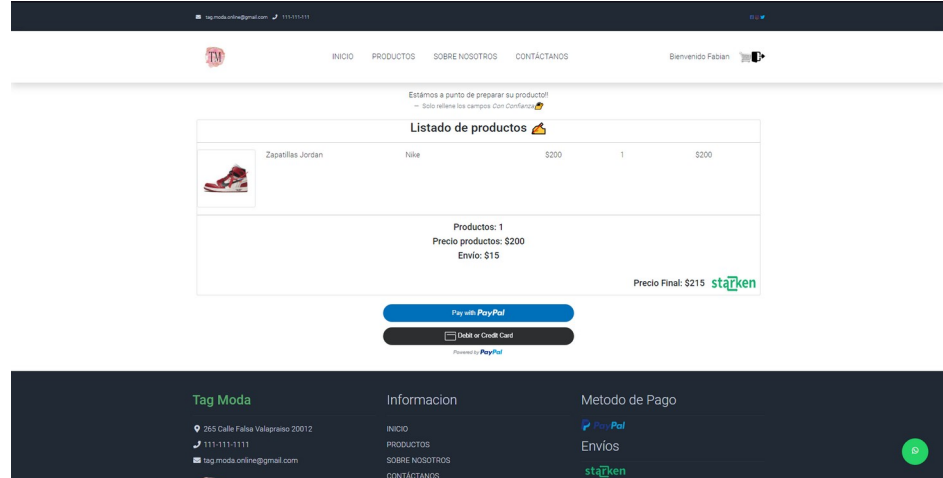 tag.moda.online@gmail.com 111-111-111
TM INICIO PRODUCTOS SOBRE NOSOTROS CONTÁCTANOS Bienvenido Fabian
Estámos a punto de preparar su producto!!
— Solo rellene los campos Con Confianza
Listado de productos
Zapatillas Jordan Nike $200 1 $200
Productos: 1
Precio productos: $200
Envío: $15
Precio Final: $215 starken
Pay with PayPal
Debit or Credit Card
Powered by PayPal
Tag Moda Informacion Metodo de Pago
265 Calle Falsa Valapraiso 20012 INICIO PayPal
111-111-1111 PRODUCTOS Envíos
tag.moda.online@gmail.com SOBRE NOSOTROS starken
CONTÁCTANOS